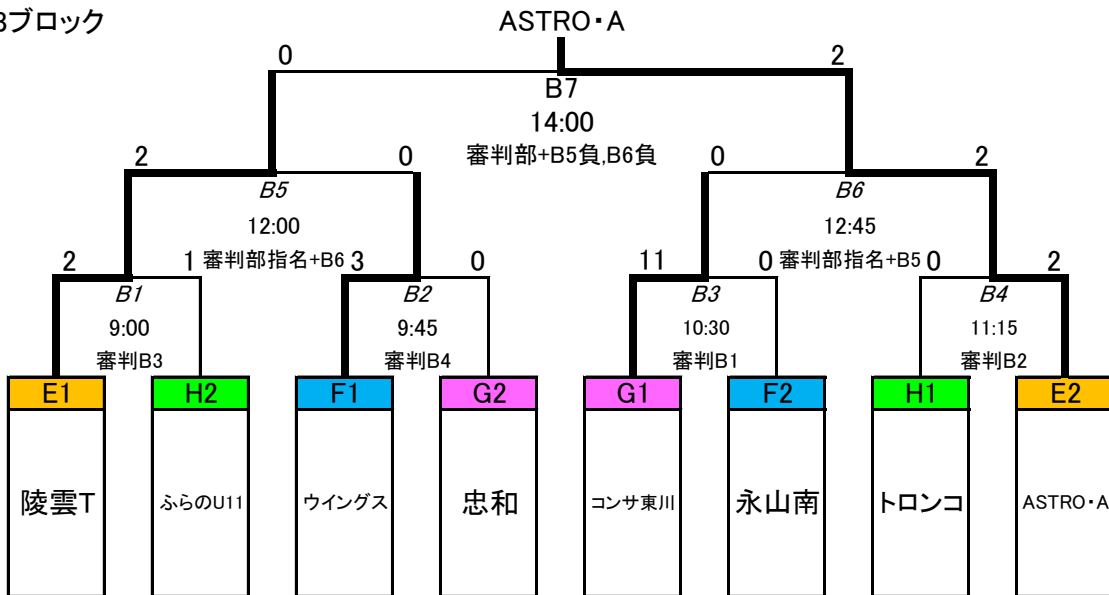 Bブロック
ASTRO・A
0 2
B7
14:00
審判部+B5負,B6負
2 0 0 2
B5 B6
12:00 12:45
審判部指名+B6 審判部指名+B5
2 1 3 0 11 0 0 2
B1 B2 B3 B4
9:00 9:45 10:30 11:15
審判B3 審判B4 審判B1 審判B2
E1 H2 F1 G2 G1 F2 H1 E2
陵雲T ふらのU11 ウイングス 忠和 コンサ東川 永山南 トロンコ ASTRO・A